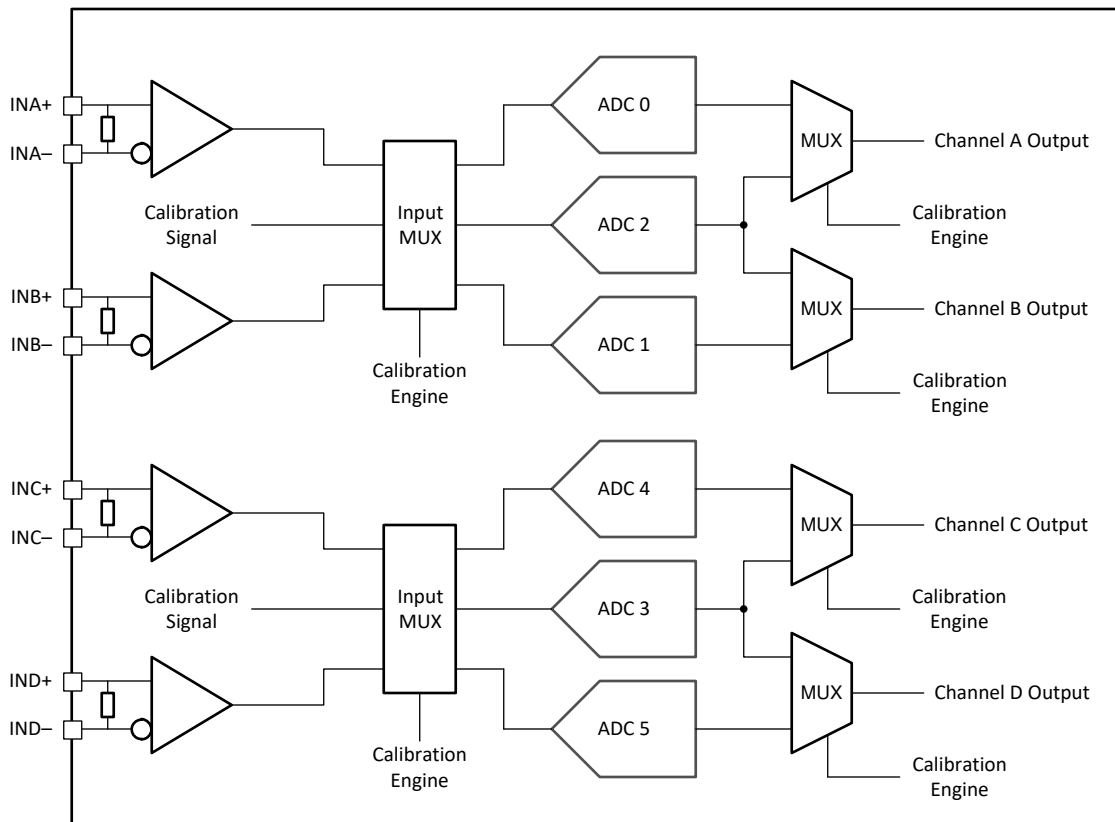 INA+
INA–
Calibration
Signal
INB+
INB–
Input
MUX
Calibration
Engine
ADC 0
ADC 2
ADC 1
MUX
Channel A Output
Calibration
Engine
MUX
Channel B Output
Calibration
Engine
INC+
INC–
Calibration
Signal
IND+
IND–
Input
MUX
Calibration
Engine
ADC 4
ADC 3
ADC 5
MUX
Channel C Output
Calibration
Engine
MUX
Channel D Output
Calibration
Engine